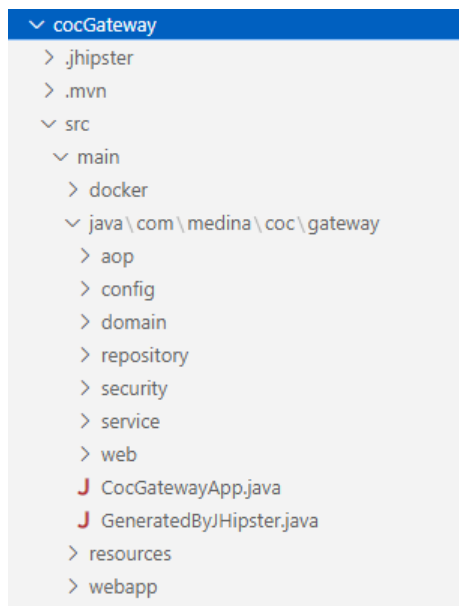 cocGateway
.jhipster
.mvn
src
main
docker
java\com\medina\coc\gateway
aop
config
domain
repository
security
service
web
J CocGatewayApp.java
J GeneratedByJHipster.java
resources
webapp